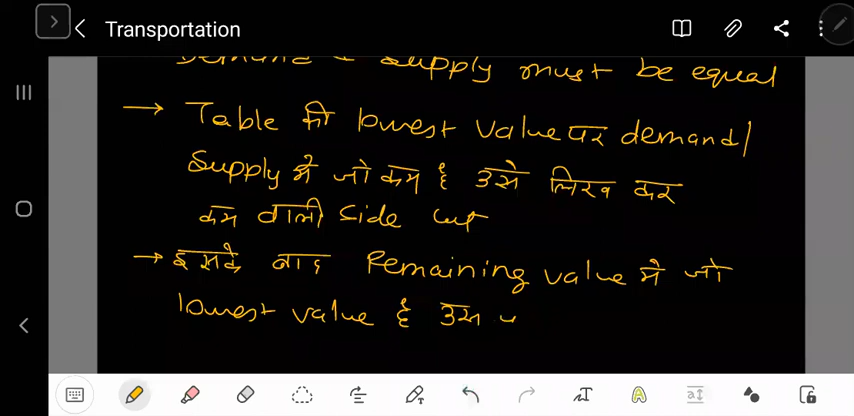 Transportation
Demand & Supply must be equal
→ Table की lowest value पर demand/
Supply में जो कम है उसे लिख कर
कम वाली side cut
→ इसके बाद Remaining value में जो
lowest value है उस